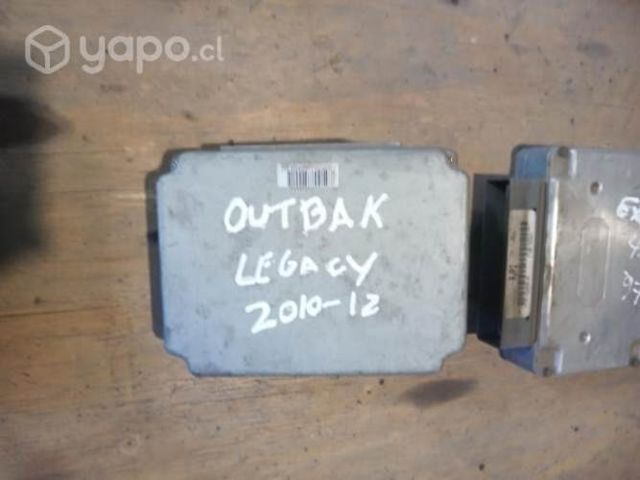 yapo.cl
OUTBAK
LEGACY
2010-12